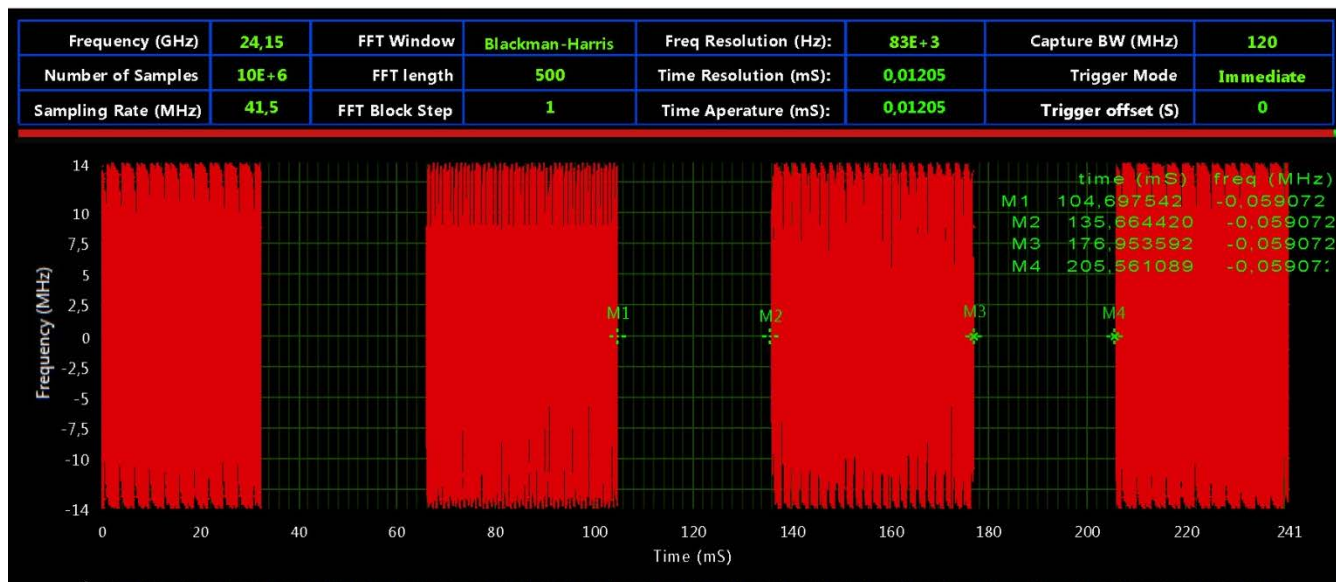 Frequency (GHz) 24,15 FFT Window Blackman-Harris Freq Resolution (Hz): 83E+3 Capture BW (MHz) 120
Number of Samples 10E+6 FFT length 500 Time Resolution (mS): 0,01205 Trigger Mode Immediate
Sampling Rate (MHz) 41,5 FFT Block Step 1 Time Aperature (mS): 0,01205 Trigger offset (S) 0
time (mS) freq (MHz)
M1 104,697542 -0,059072
M2 135,664420 -0,059072
M3 176,953592 -0,059072
M4 205,561089 -0,05907
M1 M2 M3 M4
Frequency (MHz)
14
10
7,5
5
2,5
0
-2,5
-5
-7,5
-10
-14
0 20 40 60 80 100 120 140 160 180 200 220 241
Time (mS)